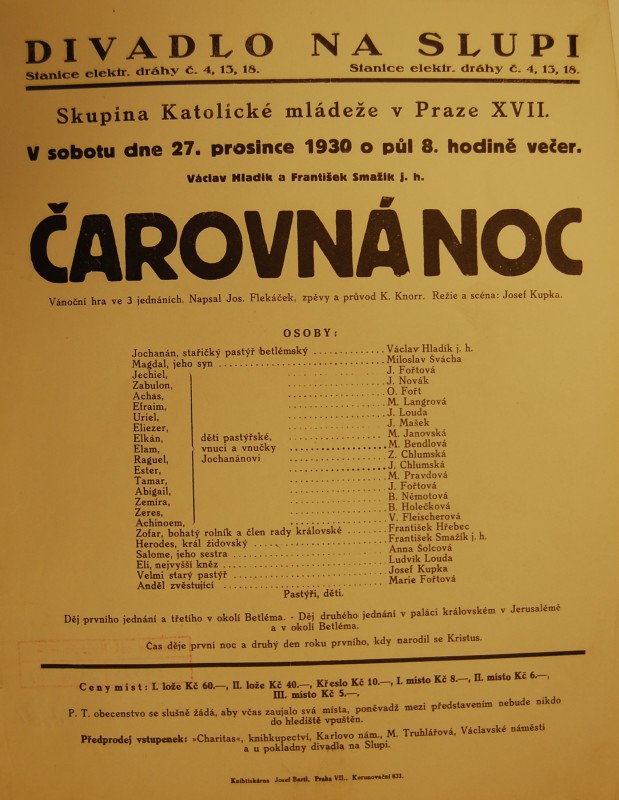 DIVADLO NA SLUPI
Stanice elektr. dráhy č. 4, 13, 18. Stanice elektr. dráhy č. 4, 13, 18.
Skupina Katolické mládeže v Praze XVII.
V sobotu dne 27. prosince 1930 o půl 8. hodině večer.
Václav Hladík a František Smažík j. h.
ČAROVNÁ NOC
Vánoční hra ve 3 jednáních. Napsal Jos. Flekáček, zpěvy a průvod K. Knorr. Režie a scéna: Josef Kupka.
OSOBY:
Jochanán, stařičký pastýř betlémský . . . . . . . . . . Václav Hladík j. h.
Magdal, jeho syn . . . . . . . . . . Miloslav Švácha
Jechiel, . . . . . . . . . . J. Fořtová
Zabulon, . . . . . . . . . . J. Novák
Achas, . . . . . . . . . . O. Fořt
Efraim, . . . . . . . . . . M. Langrová
Uriel, . . . . . . . . . . J. Louda
Eliezer, . . . . . . . . . . J. Mašek
Elkán, děti pastýřské, . . . . . . . . . . M. Janovská
Elam, vnuci a vnučky . . . . . . . . . . M. Bendlová
Raguel, Jochanánovi . . . . . . . . . . Z. Chlumská
Ester, . . . . . . . . . . J. Chlumská
Tamar, . . . . . . . . . . M. Pravdová
Abigail, . . . . . . . . . . J. Fořtová
Zemíra, . . . . . . . . . . B. Němotová
Zeres, . . . . . . . . . . B. Holečková
Achinoem, . . . . . . . . . . V. Fleischerová
Zofar, bohatý rolník a člen rady královské . . . . . František Hřebec
Herodes, král židovský . . . . . . . . . . František Smažík j. h.
Salome, jeho sestra . . . . . . . . . . Anna Šolcová
Eli, nejvyšší kněz . . . . . . . . . . Ludvík Louda
Velmi starý pastýř . . . . . . . . . . Josef Kupka
Anděl zvěstující . . . . . . . . . . Marie Fořtová
Pastýři, děti.
Děj prvního jednání a třetího v okolí Betléma. - Děj druhého jednání v paláci královském v Jerusalémě
a v okolí Betléma.
Čas děje první noc a druhý den roku prvního, kdy narodil se Kristus.
Ceny míst: I. lože Kč 60.—, II. lože Kč 40.—, Křeslo Kč 10.—, I. místo Kč 8.—, II. místo Kč 6.—,
III. místo Kč 5.—.
P. T. obecenstvo se slušně žádá, aby včas zaujalo svá místa, poněvadž mezi představením nebude nikdo
do hlediště vpuštěn.
Předprodej vstupenek: »Charitas«, knihkupectví, Karlovo nám., M. Truhlářová, Václavské náměstí
a u pokladny divadla na Slupi.
Knihtiskárna Josef Bartl, Praha VII., Korunovační 833.